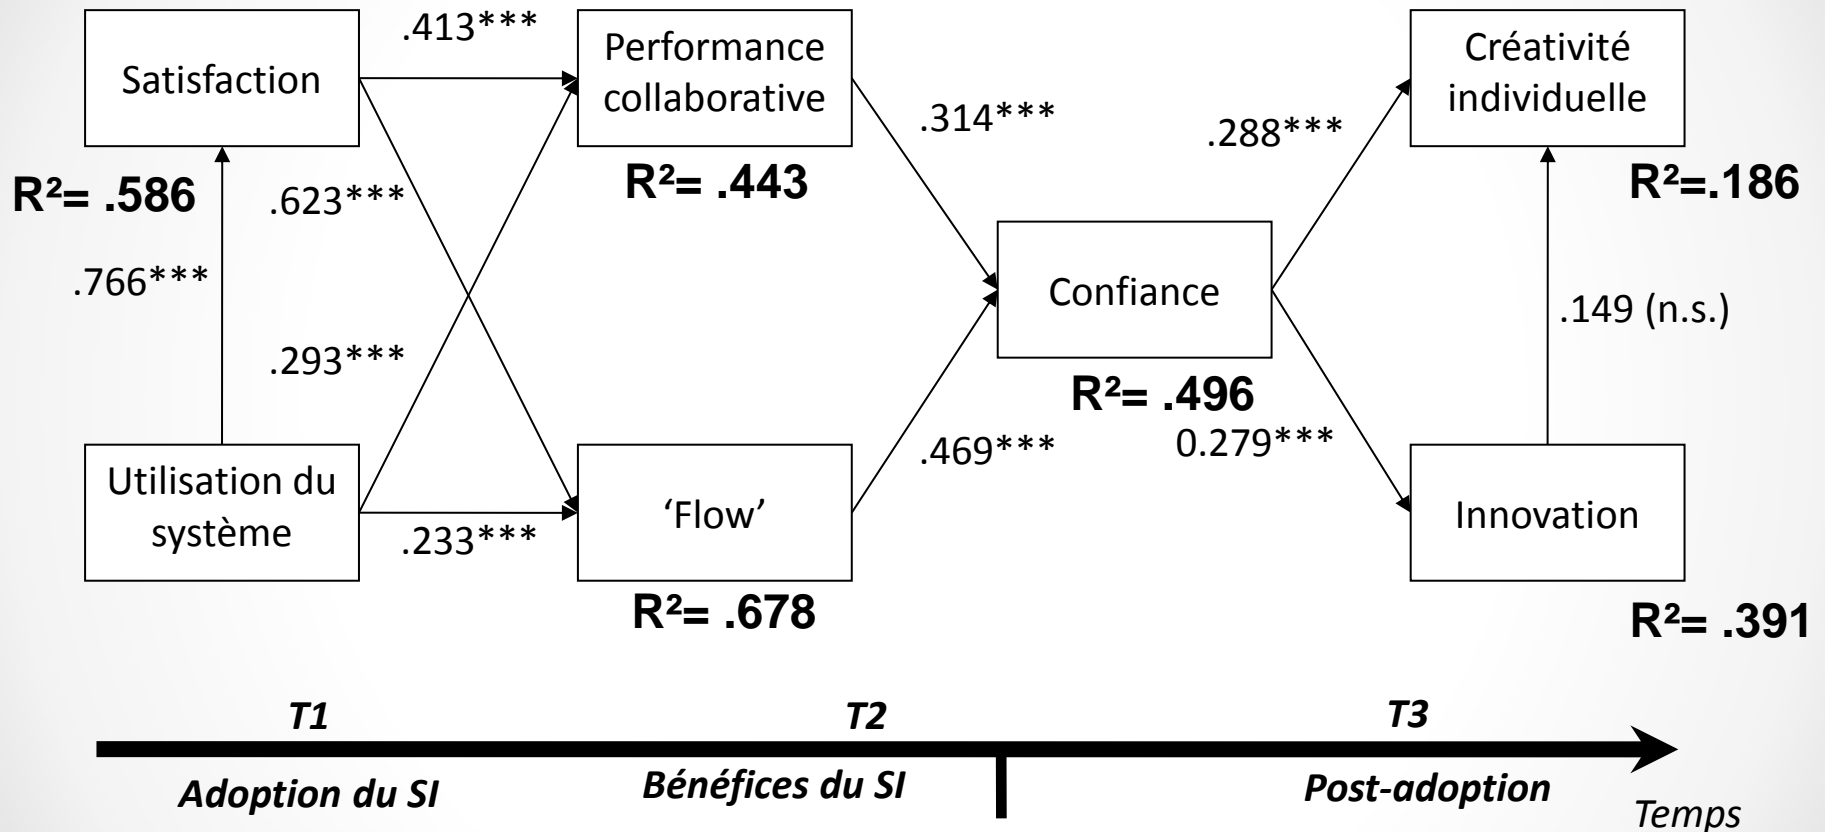 Satisfaction
.413***
Performance
collaborative
Créativité
individuelle
.314***
.288***
R²= .586
.623***
R²= .443
R²=.186
.766***
Confiance
.149 (n.s.)
.293***
R²= .496
Utilisation du
système
.233***
‘Flow’
.469***
0.279***
Innovation
R²= .678
R²= .391
T1
T2
T3
Adoption du SI
Bénéfices du SI
Post-adoption
Temps